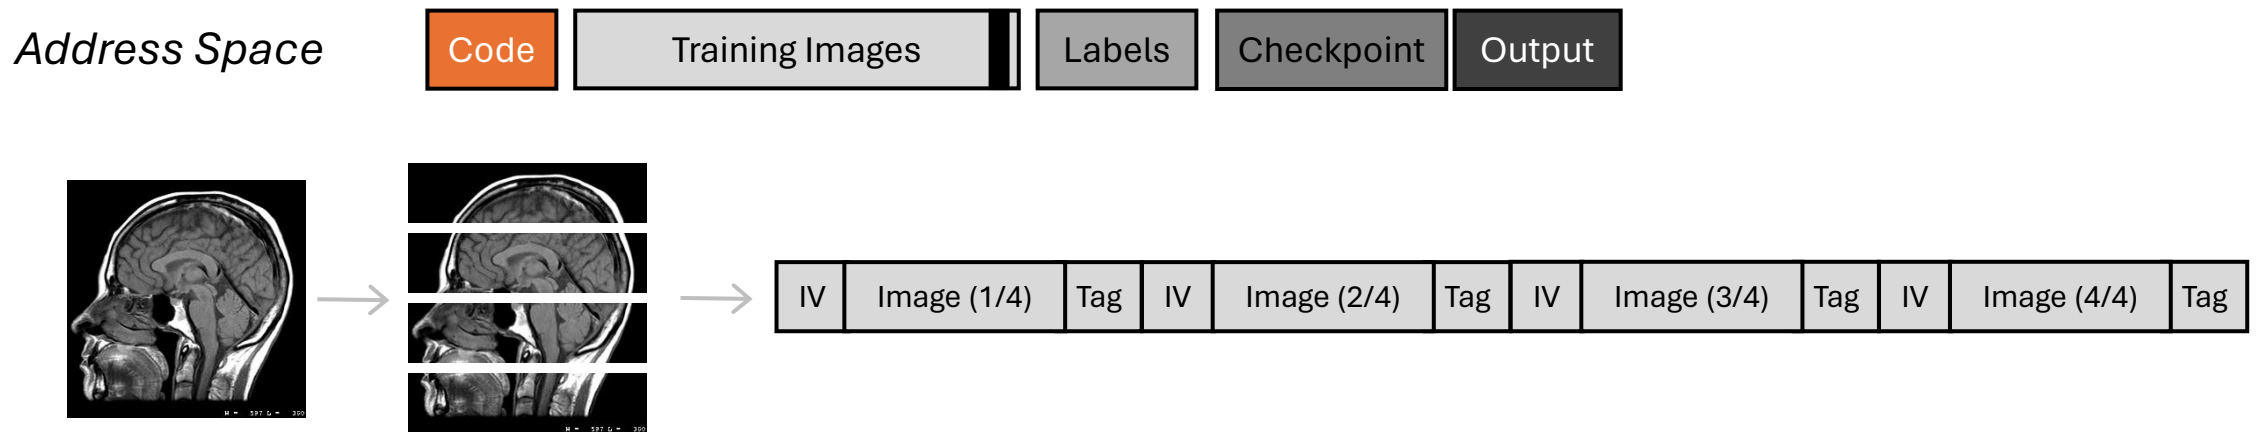 Address Space Code Training Images Labels Checkpoint Output
IV Image (1/4) Tag IV Image (2/4) Tag IV Image (3/4) Tag IV Image (4/4) Tag